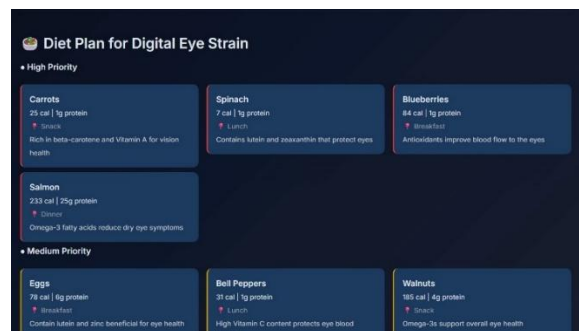 🥗 Diet Plan for Digital Eye Strain
• High Priority
Carrots
25 cal | 1g protein
📍 Snack
Rich in beta-carotene and Vitamin A for vision
health
Spinach
7 cal | 1g protein
📍 Lunch
Contains lutein and zeaxanthin that protect eyes
Blueberries
84 cal | 1g protein
📍 Breakfast
Antioxidants improve blood flow to the eyes
Salmon
233 cal | 25g protein
📍 Dinner
Omega-3 fatty acids reduce dry eye symptoms
• Medium Priority
Eggs
78 cal | 6g protein
📍 Breakfast
Contain lutein and zinc beneficial for eye health
Bell Peppers
31 cal | 1g protein
📍 Lunch
High Vitamin C content protects eye blood
Walnuts
185 cal | 4g protein
📍 Snack
Omega-3s support overall eye health